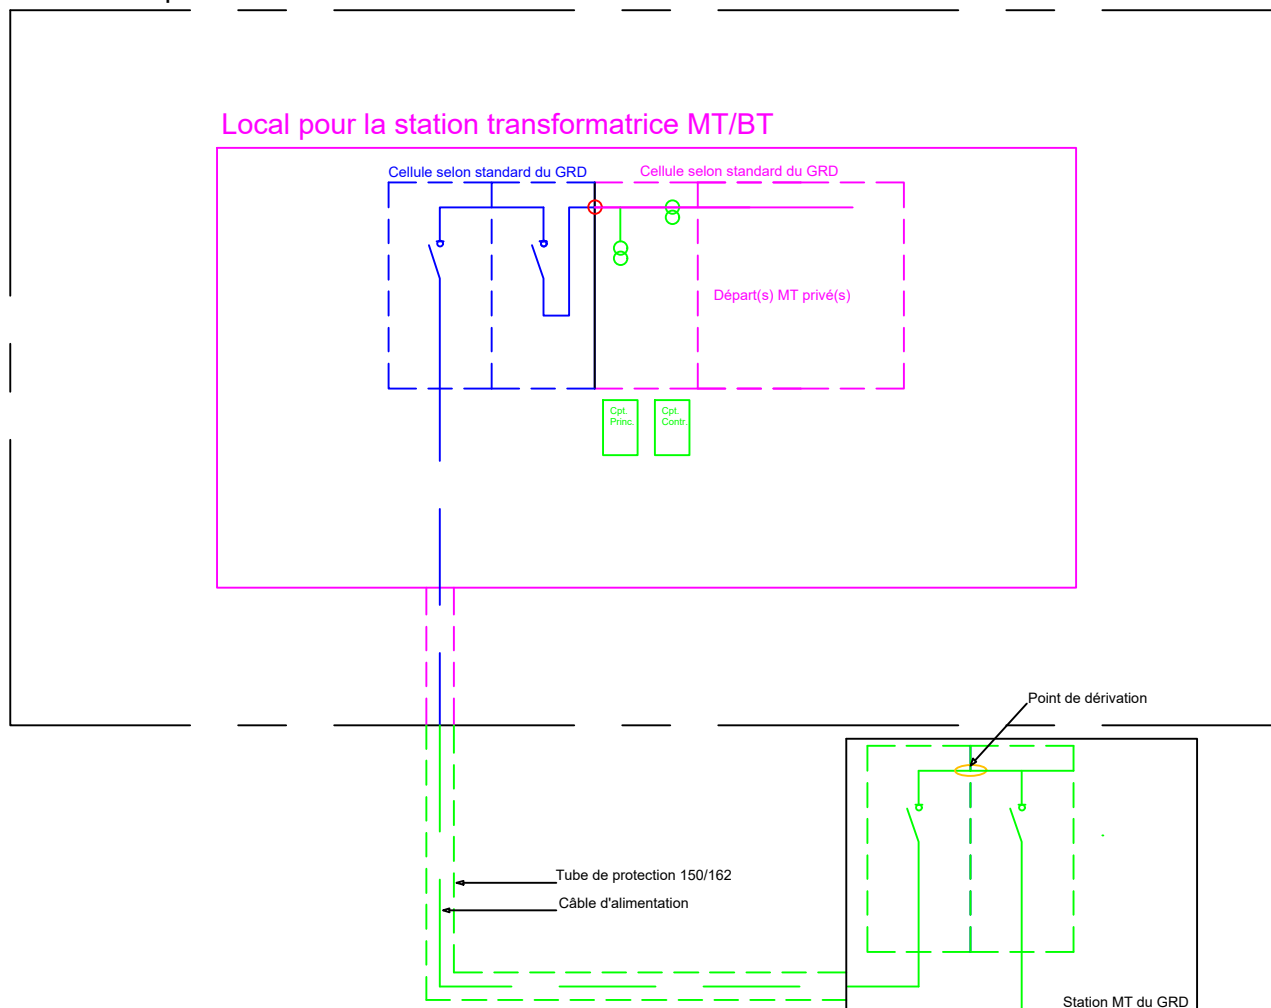 Local pour la station transformatrice MT/BT
Cellule selon standard du GRD
Cellule selon standard du GRD
Départ(s) MT privé(s)
Cpt.
Princ.
Cpt.
Contr.
Point de dérivation
Tube de protection 150/162
Câble d'alimentation
Station MT du GRD